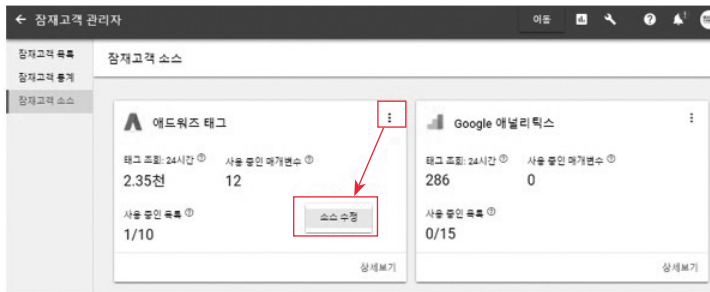 ← 잠재고객 관리자
이동
잠재고객 목록
잠재고객 통계
잠재고객 소스
잠재고객 소스
애드워즈 태그
태그 조회: 24시간
사용 중인 매개변수
2.35천
12
사용 중인 목록
1/10
소스 수정
상세보기
Google 애널리틱스
태그 조회: 24시간
사용 중인 매개변수
286
0
사용 중인 목록
0/15
상세보기